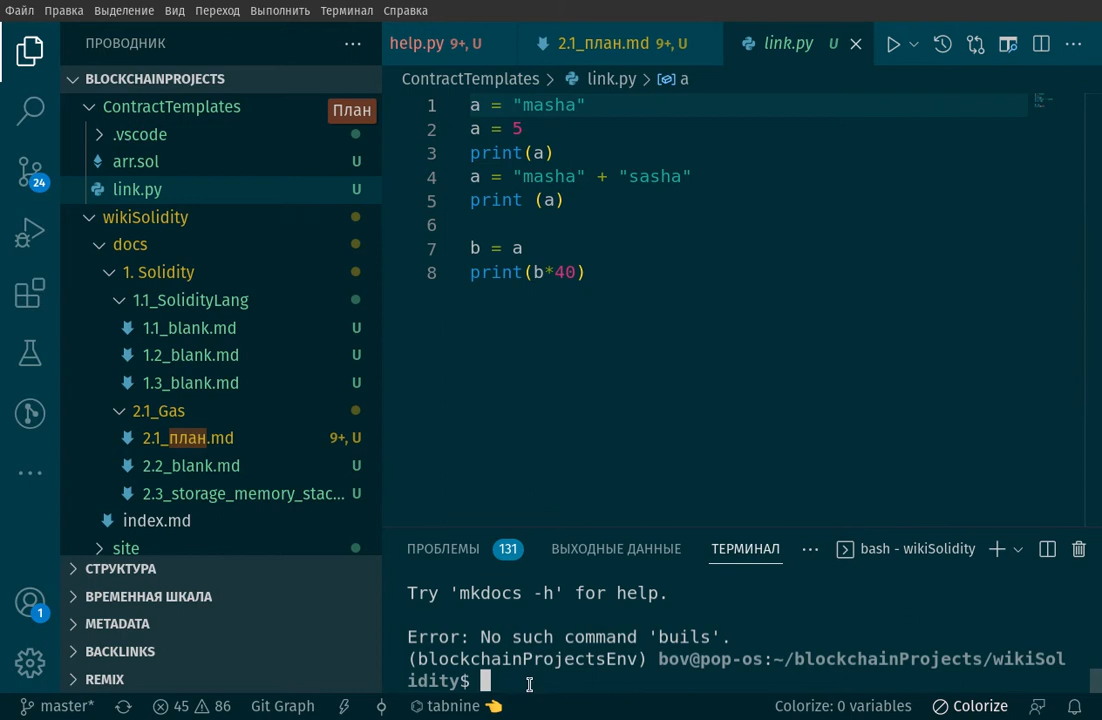 Файл Правка Выделение Вид Переход Выполнить Терминал Справка
ПРОВОДНИК
help.py 9+, U
2.1_план.md 9+, U
link.py U
BLOCKCHAINPROJECTS
ContractTemplates > link.py > a
ContractTemplates
План
.vscode
arr.sol U
link.py U
wikiSolidity
docs
1. Solidity
1.1_SolidityLang
1.1_blank.md U
1.2_blank.md U
1.3_blank.md U
2.1_Gas
2.1_план.md 9+, U
2.2_blank.md U
2.3_storage_memory_stac... U
index.md
site
СТРУКТУРА
ВРЕМЕННАЯ ШКАЛА
METADATA
BACKLINKS
REMIX
24
1
1 a = "masha"
2 a = 5
3 print(a)
4 a = "masha" + "sasha"
5 print (a)
6
7 b = a
8 print(b*40)
ПРОБЛЕМЫ 131 ВЫХОДНЫЕ ДАННЫЕ ТЕРМИНАЛ bash - wikiSolidity
Try 'mkdocs -h' for help.
Error: No such command 'buils'.
(blockchainProjectsEnv) bov@pop-os:~/blockchainProjects/wikiSol
idity$
master* 45 86 Git Graph tabnine Colorize: 0 variables Colorize